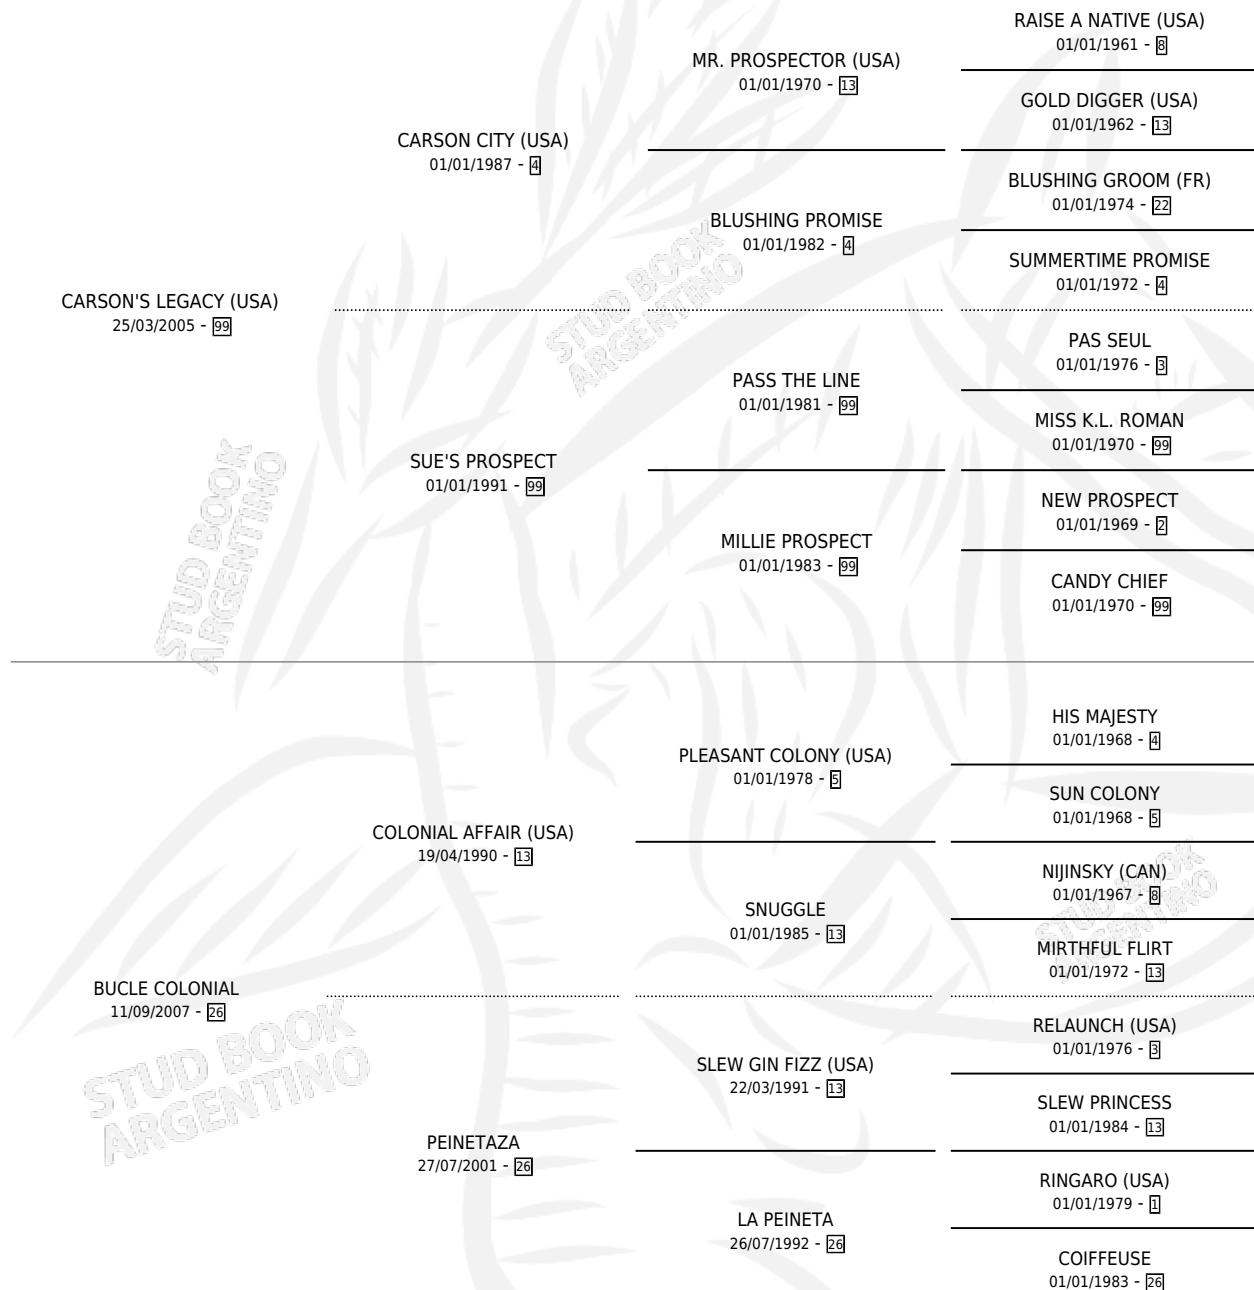 RAISE A NATIVE (USA)
01/01/1961 - 8
MR. PROSPECTOR (USA)
01/01/1970 - 13
GOLD DIGGER (USA)
01/01/1962 - 13
CARSON CITY (USA)
01/01/1987 - 4
BLUSHING GROOM (FR)
01/01/1974 - 22
BLUSHING PROMISE
01/01/1982 - 4
SUMMERTIME PROMISE
01/01/1972 - 4
CARSON'S LEGACY (USA)
25/03/2005 - 99
STUD BOOK
ARGENTINO
PAS SEUL
01/01/1976 - 3
PASS THE LINE
01/01/1981 - 99
MISS K.L. ROMAN
01/01/1970 - 99
SUE'S PROSPECT
01/01/1991 - 99
NEW PROSPECT
01/01/1969 - 2
MILLIE PROSPECT
01/01/1983 - 99
CANDY CHIEF
01/01/1970 - 99
STUD BOOK
ARGENTINO
HIS MAJESTY
01/01/1968 - 4
PLEASANT COLONY (USA)
01/01/1978 - 5
SUN COLONY
01/01/1968 - 5
COLONIAL AFFAIR (USA)
19/04/1990 - 13
NIJINSKY (CAN)
01/01/1967 - 8
SNUGGLE
01/01/1985 - 13
MIRTHFUL FLIRT
01/01/1972 - 13
STUD BOOK
ARGENTINO
BUCLE COLONIAL
11/09/2007 - 26
RELAUNCH (USA)
01/01/1976 - 3
SLEW GIN FIZZ (USA)
22/03/1991 - 13
SLEW PRINCESS
01/01/1984 - 13
STUD BOOK
ARGENTINO
PEINETAZA
27/07/2001 - 26
RINGARO (USA)
01/01/1979 - 1
LA PEINETA
26/07/1992 - 26
COIFFEUSE
01/01/1983 - 26